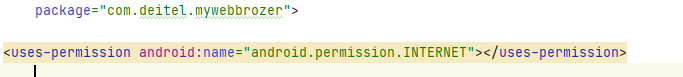 package="com.deitel.mywebbrozer">
<uses-permission android:name="android.permission.INTERNET"></uses-permission>